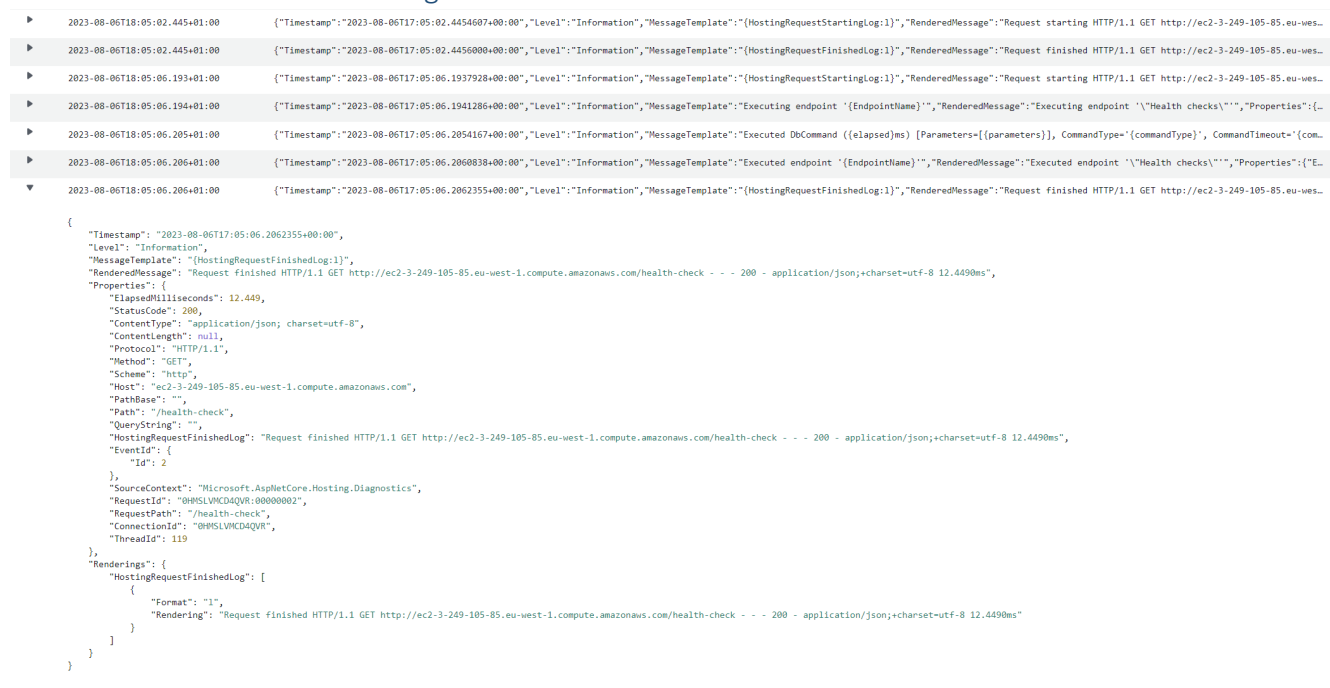 2023-08-06T18:05:02.445+01:00 {"Timestamp":"2023-08-06T17:05:02.4454607+00:00","Level":"Information","MessageTemplate":"{HostingRequestStartingLog:l}","RenderedMessage":"Request starting HTTP/1.1 GET http://ec2-3-249-105-85.eu-wes…
2023-08-06T18:05:02.445+01:00 {"Timestamp":"2023-08-06T17:05:02.4456000+00:00","Level":"Information","MessageTemplate":"{HostingRequestFinishedLog:l}","RenderedMessage":"Request finished HTTP/1.1 GET http://ec2-3-249-105-85.eu-wes…
2023-08-06T18:05:06.193+01:00 {"Timestamp":"2023-08-06T17:05:06.1937928+00:00","Level":"Information","MessageTemplate":"{HostingRequestStartingLog:l}","RenderedMessage":"Request starting HTTP/1.1 GET http://ec2-3-249-105-85.eu-wes…
2023-08-06T18:05:06.194+01:00 {"Timestamp":"2023-08-06T17:05:06.1941286+00:00","Level":"Information","MessageTemplate":"Executing endpoint '{EndpointName}'","RenderedMessage":"Executing endpoint '\"Health checks\"'","Properties":{…
2023-08-06T18:05:06.205+01:00 {"Timestamp":"2023-08-06T17:05:06.2054167+00:00","Level":"Information","MessageTemplate":"Executed DbCommand ({elapsed}ms) [Parameters=[{parameters}], CommandType='{commandType}', CommandTimeout='{com…
2023-08-06T18:05:06.206+01:00 {"Timestamp":"2023-08-06T17:05:06.2060838+00:00","Level":"Information","MessageTemplate":"Executed endpoint '{EndpointName}'","RenderedMessage":"Executed endpoint '\"Health checks\"'","Properties":{"E…
2023-08-06T18:05:06.206+01:00 {"Timestamp":"2023-08-06T17:05:06.2062355+00:00","Level":"Information","MessageTemplate":"{HostingRequestFinishedLog:l}","RenderedMessage":"Request finished HTTP/1.1 GET http://ec2-3-249-105-85.eu-wes…
{
"Timestamp": "2023-08-06T17:05:06.2062355+00:00",
"Level": "Information",
"MessageTemplate": "{HostingRequestFinishedLog:l}",
"RenderedMessage": "Request finished HTTP/1.1 GET http://ec2-3-249-105-85.eu-west-1.compute.amazonaws.com/health-check - - - 200 - application/json;+charset=utf-8 12.4490ms",
"Properties": {
"ElapsedMilliseconds": 12.449,
"StatusCode": 200,
"ContentType": "application/json; charset=utf-8",
"ContentLength": null,
"Protocol": "HTTP/1.1",
"Method": "GET",
"Scheme": "http",
"Host": "ec2-3-249-105-85.eu-west-1.compute.amazonaws.com",
"PathBase": "",
"Path": "/health-check",
"QueryString": "",
"HostingRequestFinishedLog": "Request finished HTTP/1.1 GET http://ec2-3-249-105-85.eu-west-1.compute.amazonaws.com/health-check - - - 200 - application/json;+charset=utf-8 12.4490ms",
"EventId": {
"Id": 2
},
"SourceContext": "Microsoft.AspNetCore.Hosting.Diagnostics",
"RequestId": "0HMSLVMCD4QVR:00000002",
"RequestPath": "/health-check",
"ConnectionId": "0HMSLVMCD4QVR",
"ThreadId": 119
},
"Renderings": {
"HostingRequestFinishedLog": [
{
"Format": "l",
"Rendering": "Request finished HTTP/1.1 GET http://ec2-3-249-105-85.eu-west-1.compute.amazonaws.com/health-check - - - 200 - application/json;+charset=utf-8 12.4490ms"
}
]
}
}